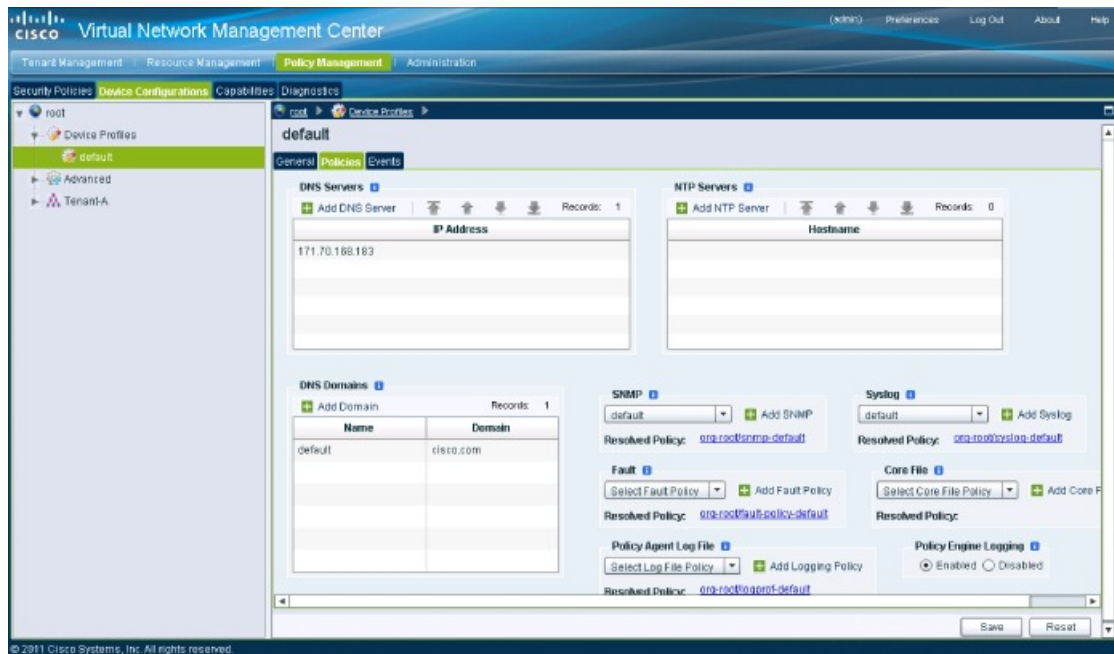 CISCO Virtual Network Management Center
(admin) Preferences Log Out About Help
Tenant Management Resource Management Policy Management Administration
Security Policies Device Configurations Capabilities Diagnostics
root
Device Profiles
default
Advanced
Tenant-A
root Device Profiles
default
General Policies Events
DNS Servers
Add DNS Server Records: 1
IP Address
171.70.168.183
NTP Servers
Add NTP Server Records: 0
Hostname
DNS Domains
Add Domain Records: 1
Name Domain
default cisco.com
SNMP
default Add SNMP
Resolved Policy: org-root/snmp-default
Syslog
default Add Syslog
Resolved Policy: org-root/syslog-default
Fault
Select Fault Policy Add Fault Policy
Resolved Policy: org-root/fault-policy-default
Core File
Select Core File Policy Add Core F
Resolved Policy:
Policy Agent Log File
Select Log File Policy Add Logging Policy
Resolved Policy: org-root/logprof-default
Policy Engine Logging
Enabled Disabled
Save Reset
© 2011 Cisco Systems, Inc. All rights reserved.